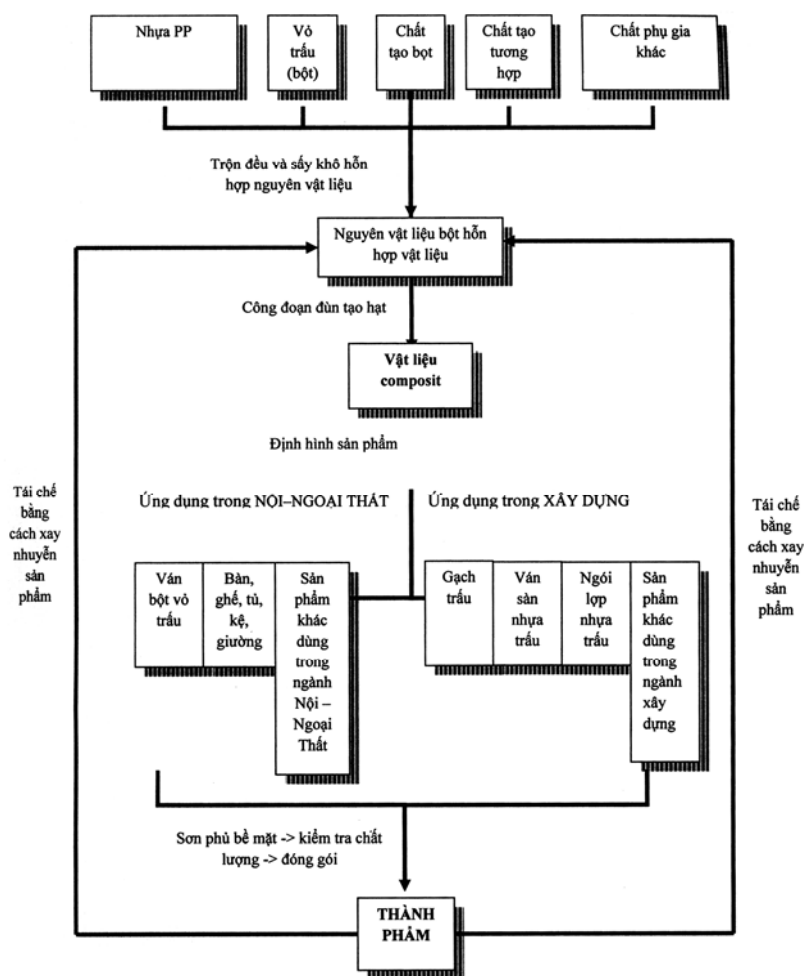 Nhựa PP
Vỏ
trấu
(bột)
Chất
tạo bọt
Chất tạo
tương
hợp
Chất phụ gia
khác
Trộn đều và sấy khô hỗn
hợp nguyên vật liệu
Nguyên vật liệu bột hỗn
hợp vật liệu
Công đoạn đùn tạo hạt
Vật liệu
composit
Định hình sản phẩm
Tái chế
bằng
cách xay
nhuyễn
sản
phẩm
Ứng dụng trong NỘI–NGOẠI THẤT
Ứng dụng trong XÂY DỰNG
Tái chế
bằng
cách xay
nhuyễn
sản
phẩm
Ván
bột vỏ
trấu
Bàn,
ghế, tủ,
kệ,
giường
Sản
phẩm
khác
dùng
trong
ngành
Nội –
Ngoại
Thất
Gạch
trấu
Ván
sàn
nhựa
trấu
Ngói
lợp
nhựa
trấu
Sản
phẩm
khác
dùng
trong
ngành
xây
dựng
Sơn phủ bề mặt -> kiểm tra chất
lượng -> đóng gói
THÀNH
PHẨM